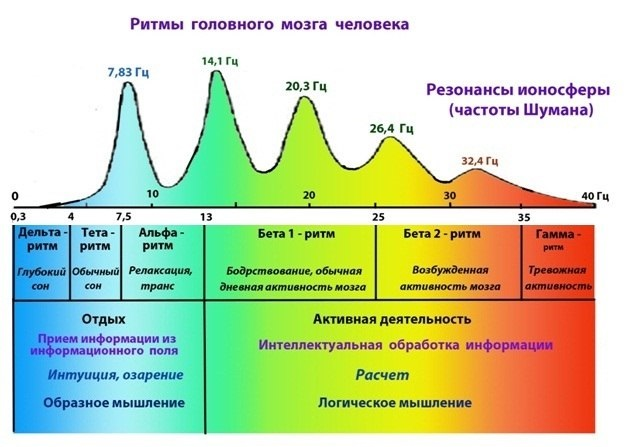 Ритмы головного мозга человека
14,1 Гц
7,83 Гц
20,3 Гц
Резонансы ионосферы
(частоты Шумана)
26,4 Гц
32,4 Гц
0 10 20 30 40 Гц
0,3 4 7,5 13 25 35
Дельта- Тета - Альфа- Бета 1 - ритм Бета 2 - ритм Гамма-
ритм ритм ритм ритм
Глубокий Обычный Релаксация, Бодрствование, обычная Возбужденная Тревожная
сон сон транс дневная активность мозга активность мозга активность
Отдых Активная деятельность
Прием информации из
информационного поля
Интеллектуальная обработка информации
Интуиция, озарение Расчет
Образное мышление Логическое мышление